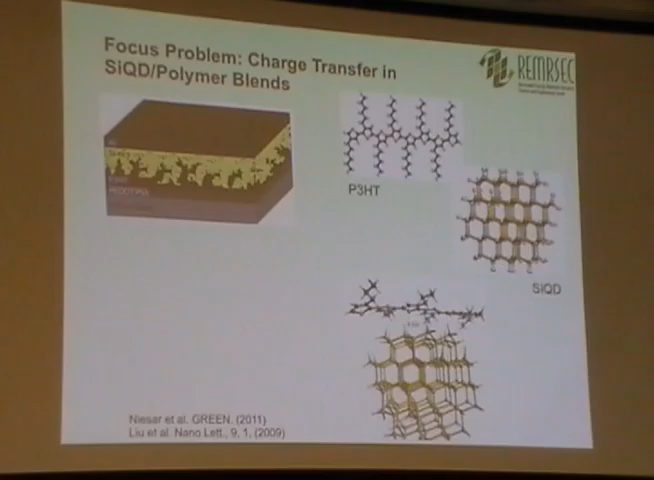 Focus Problem: Charge Transfer in
SiQD/Polymer Blends
REMRSEC
P3HT
SiQD
Niesar et al. GREEN. (2011)
Liu et al. Nano Lett., 9, 1, (2009)